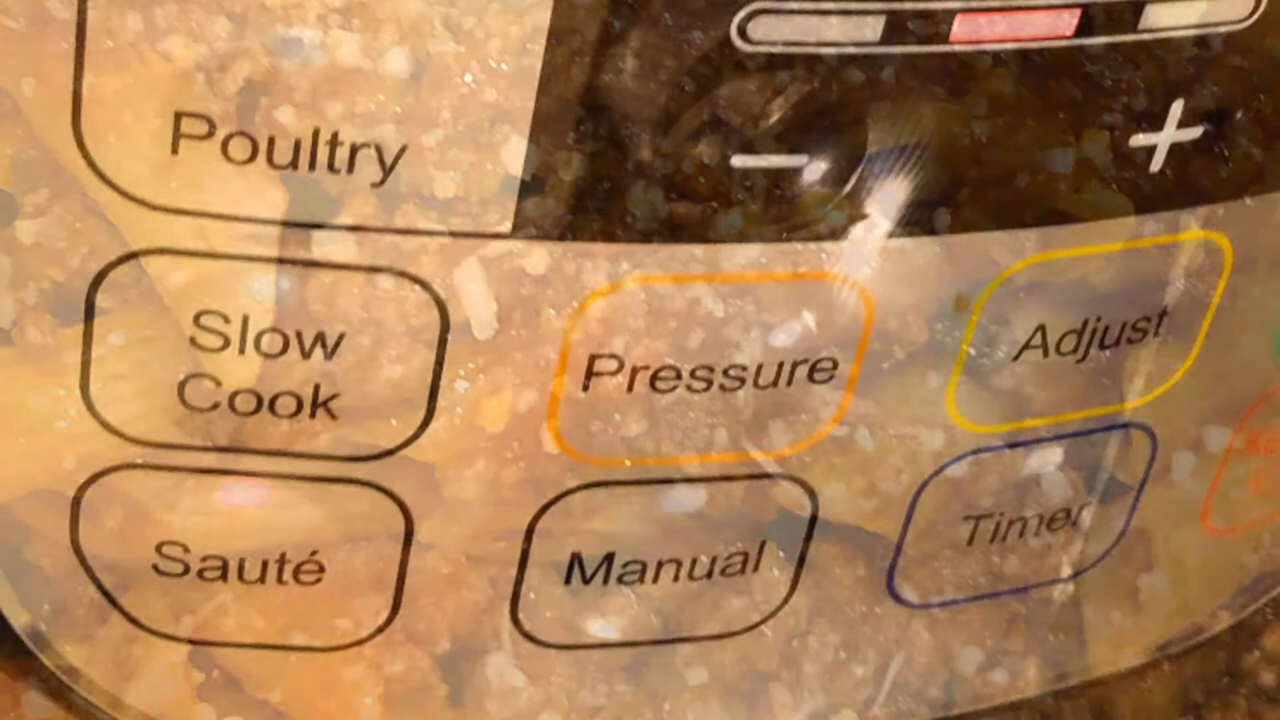 Poultry
− +
Slow
Cook
Pressure
Adjust
Sauté
Manual
Timer